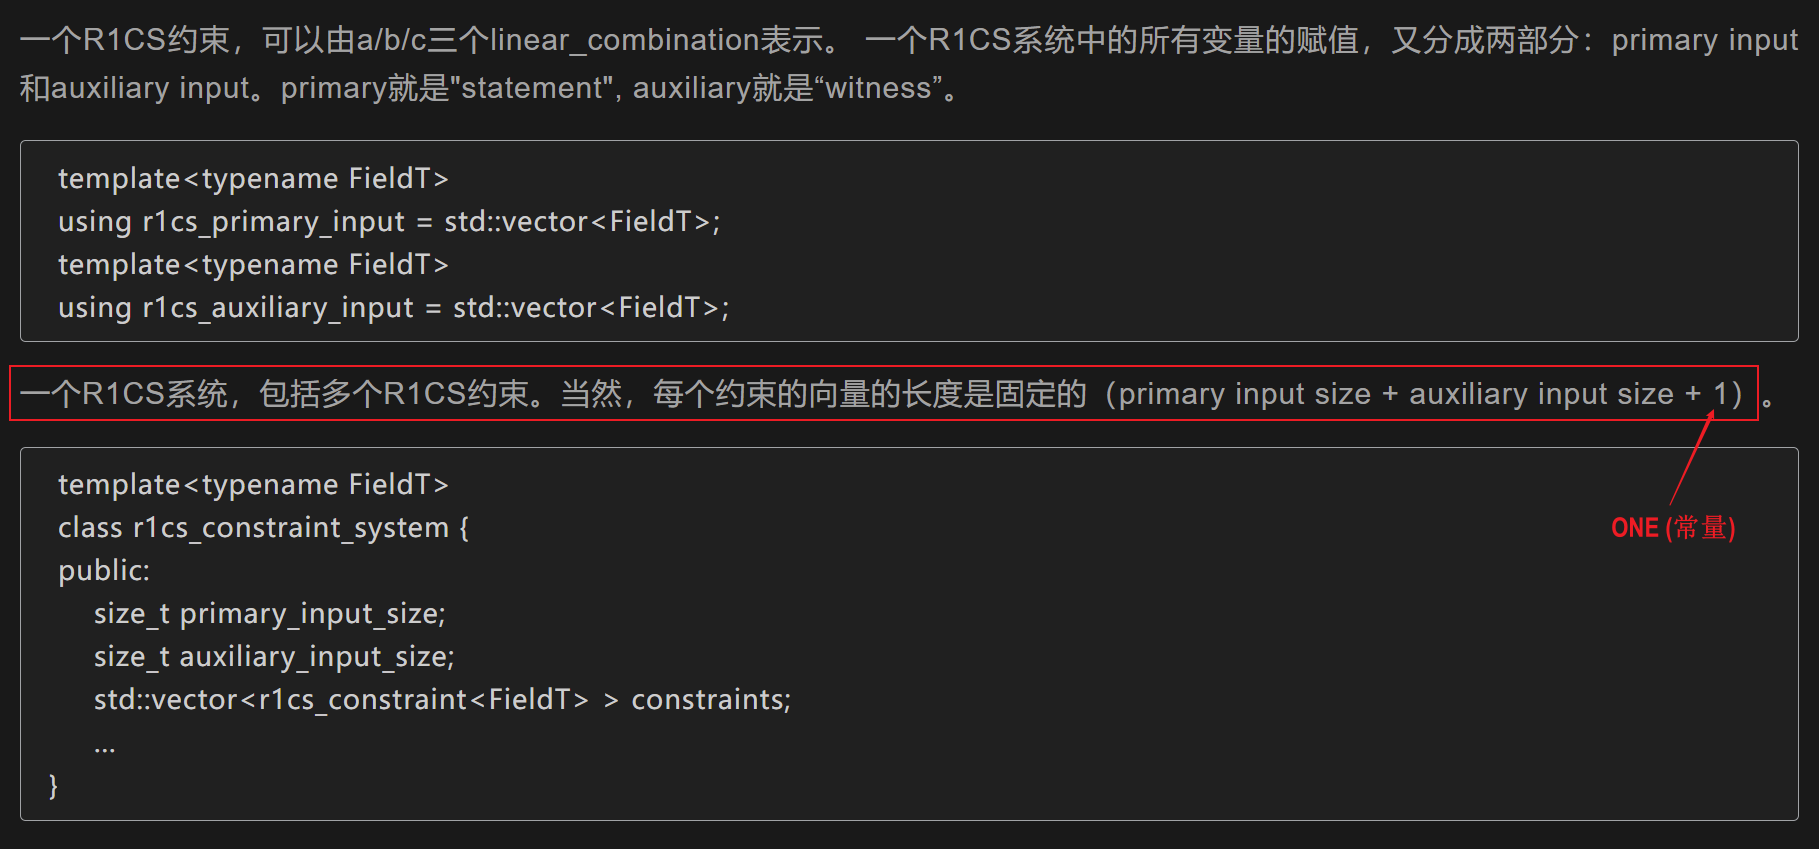 一个R1CS约束，可以由a/b/c三个linear_combination表示。 一个R1CS系统中的所有变量的赋值，又分成两部分：primary input
和auxiliary input。primary就是"statement", auxiliary就是“witness”。
template<typename FieldT>
using r1cs_primary_input = std::vector<FieldT>;
template<typename FieldT>
using r1cs_auxiliary_input = std::vector<FieldT>;
一个R1CS系统，包括多个R1CS约束。当然，每个约束的向量的长度是固定的（primary input size + auxiliary input size + 1）。
template<typename FieldT>
class r1cs_constraint_system {
ONE (常量)
public:
size_t primary_input_size;
size_t auxiliary_input_size;
std::vector<r1cs_constraint<FieldT> > constraints;
...
}